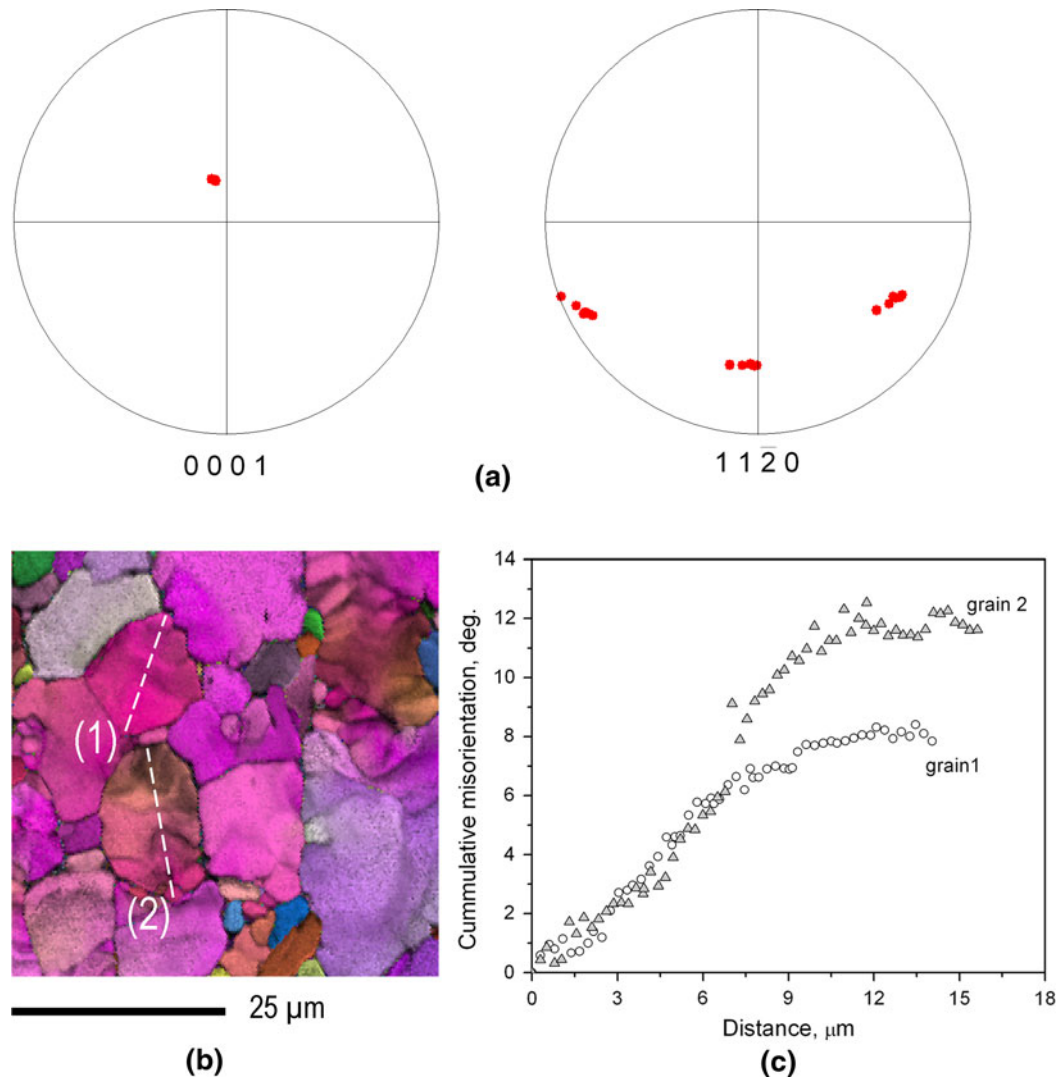 0 0 0 1
1 1 2̅ 0
(a)
(1)
(2)
25 μm
(b)
14
12
10
8
6
4
2
0
Cummulative misorientation, deg.
grain 2
grain1
0 3 6 9 12 15 18
Distance, μm
(c)